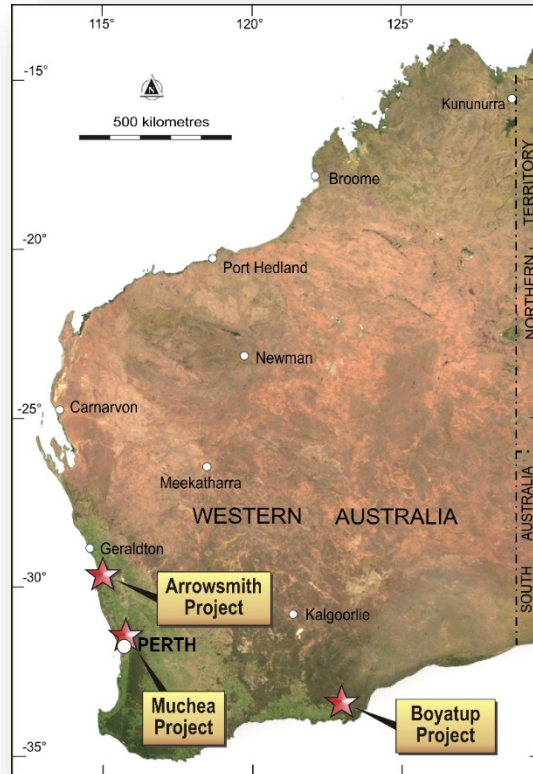 115°
120°
125°
-15°
N
500 kilometres
Kununurra
Broome
NORTHERN TERRITORY
-20°
Port Hedland
Newman
-25°
Carnarvon
Meekatharra
WESTERN AUSTRALIA
SOUTH AUSTRALIA
Geraldton
-30°
Arrowsmith
Project
Kalgoorlie
PERTH
Muchea
Project
Boyatup
Project
-35°